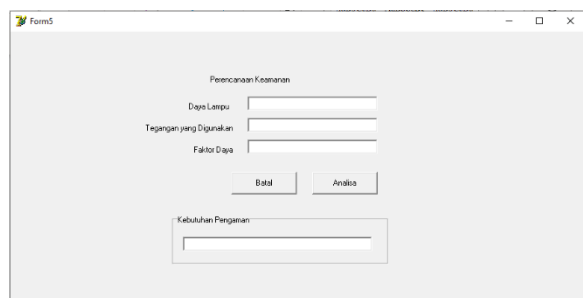 Form5
Perencanaan Keamanan
Daya Lampu
Tegangan yang Digunakan
Faktor Daya
Batal Analisa
Kebutuhan Pengaman